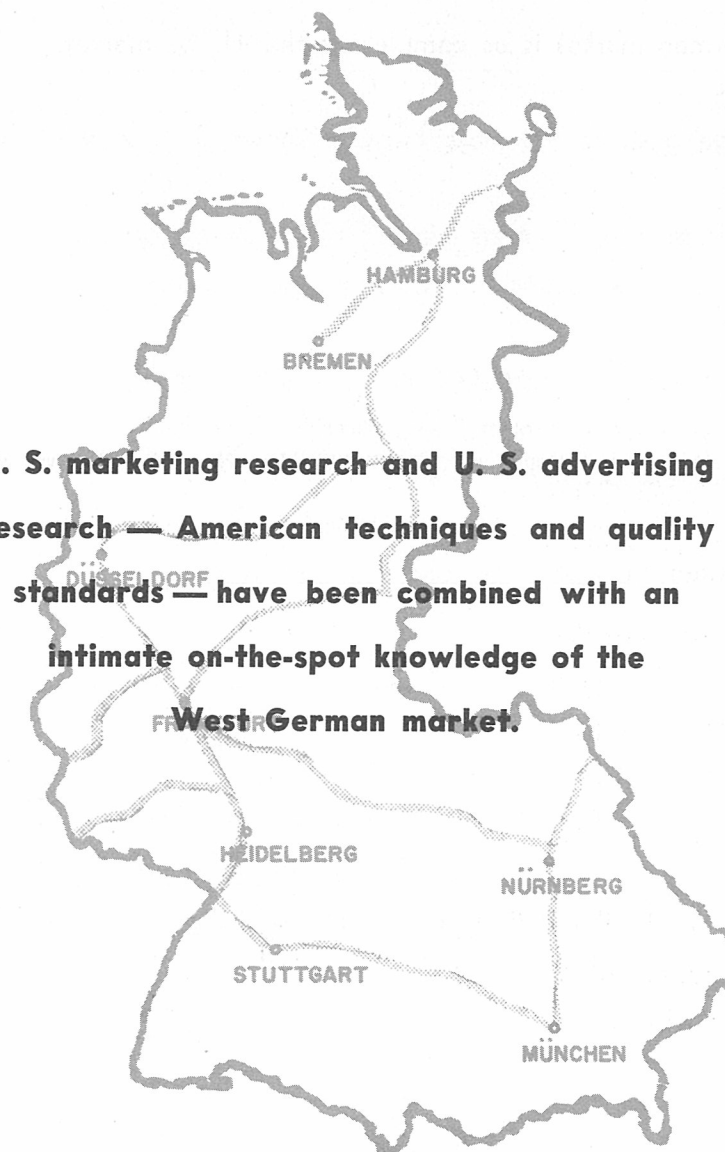 HAMBURG
BREMEN
. S. marketing research and U. S. advertising
esearch — American techniques and quality
DÜSSELDORF
standards — have been combined with an
intimate on-the-spot knowledge of the
West German market.
HEIDELBERG
NÜRNBERG
STUTTGART
MÜNCHEN